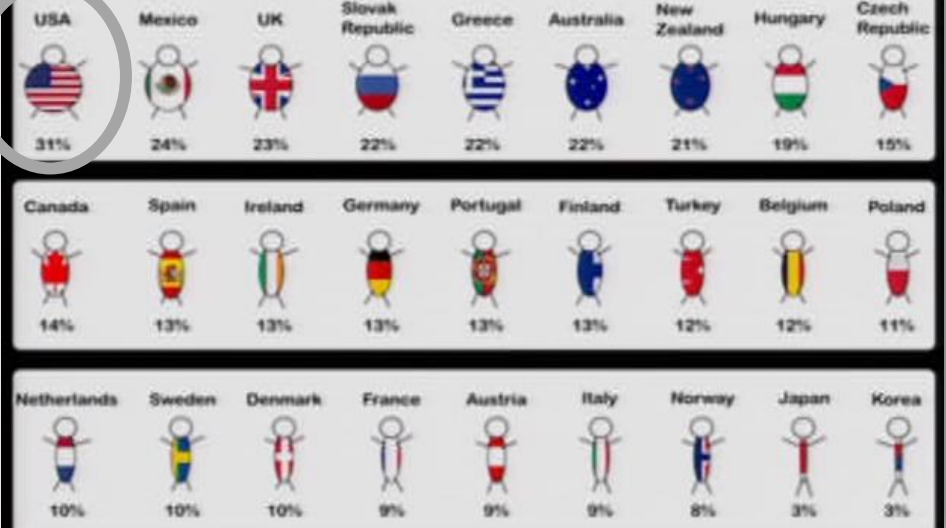 USA Mexico UK Slovak Republic Greece Australia New Zealand Hungary Czech Republic
31% 24% 23% 22% 22% 22% 21% 19% 15%
Canada Spain Ireland Germany Portugal Finland Turkey Belgium Poland
14% 13% 13% 13% 13% 13% 12% 12% 11%
Netherlands Sweden Denmark France Austria Italy Norway Japan Korea
10% 10% 10% 9% 9% 9% 8% 3% 3%